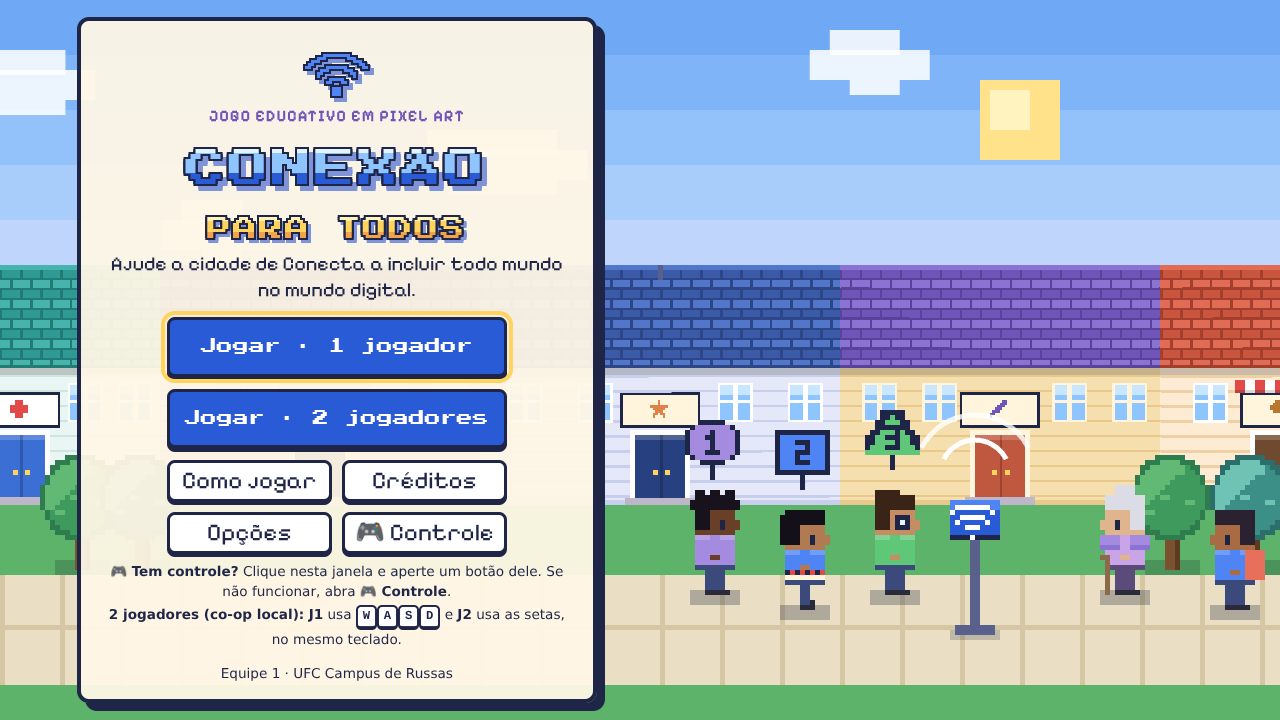 JOGO EDUCATIVO EM PIXEL ART
CONEXÃO
PARA TODOS
Ajude a cidade de Conecta a incluir todo mundo
no mundo digital.
Jogar · 1 jogador
Jogar · 2 jogadores
Como jogar
Créditos
Opções
🎮 Controle
🎮 Tem controle? Clique nesta janela e aperte um botão dele. Se
não funcionar, abra 🎮 Controle.
2 jogadores (co-op local): J1 usa W A S D e J2 usa as setas,
no mesmo teclado.
Equipe 1 · UFC Campus de Russas
1
2
3